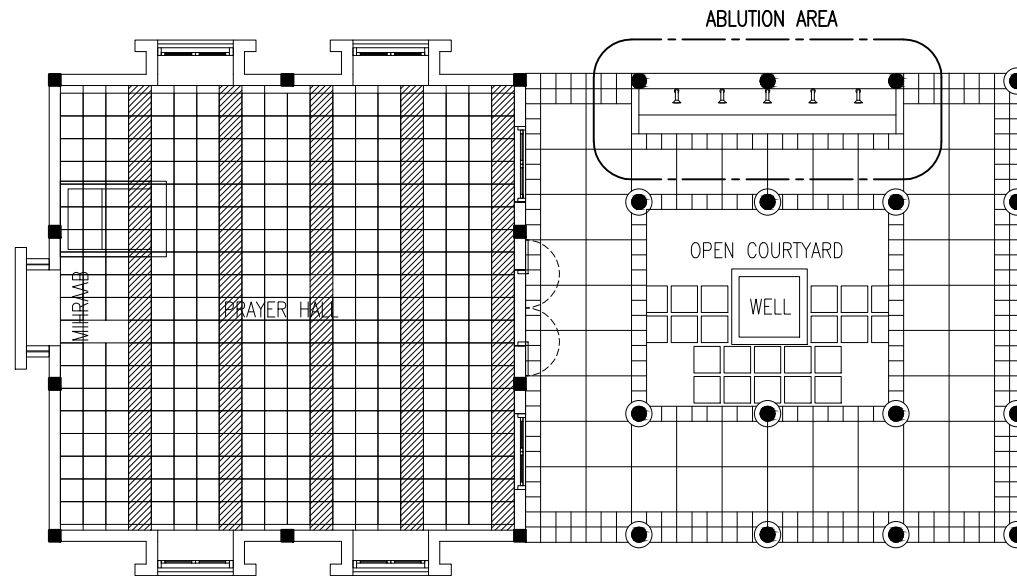 ABLUTION AREA
OPEN COURTYARD
WELL
PRAYER HALL
MIHRAAB